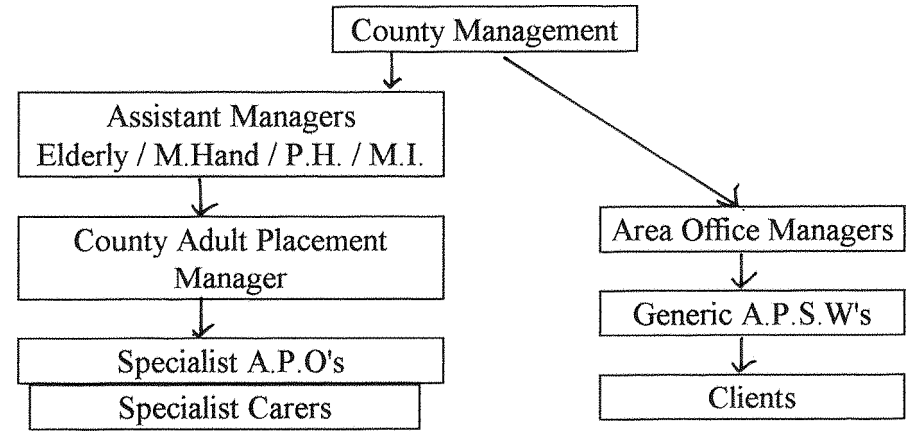 County Management
Assistant Managers
Elderly / M.Hand / P.H. / M.I.
County Adult Placement
Manager
Specialist A.P.O's
Specialist Carers
Area Office Managers
Generic A.P.S.W's
Clients